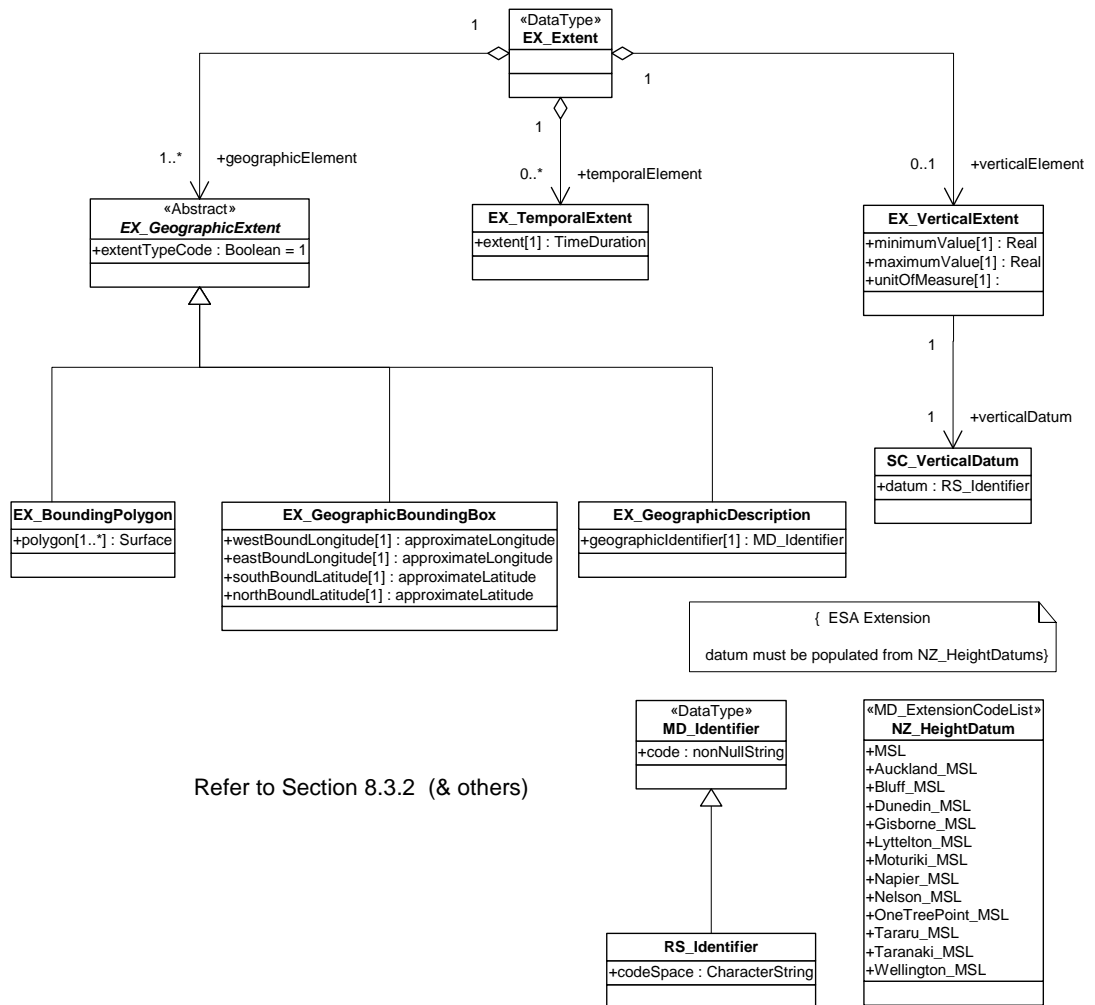 «DataType»
EX_Extent
1
1
1
1..*
+geographicElement
0..*
+temporalElement
0..1
+verticalElement
«Abstract»
EX_GeographicExtent
+extentTypeCode : Boolean = 1
EX_TemporalExtent
+extent[1] : TimeDuration
EX_VerticalExtent
+minimumValue[1] : Real
+maximumValue[1] : Real
+unitOfMeasure[1] :
1
1
+verticalDatum
SC_VerticalDatum
+datum : RS_Identifier
EX_BoundingPolygon
+polygon[1..*] : Surface
EX_GeographicBoundingBox
+westBoundLongitude[1] : approximateLongitude
+eastBoundLongitude[1] : approximateLongitude
+southBoundLatitude[1] : approximateLatitude
+northBoundLatitude[1] : approximateLatitude
EX_GeographicDescription
+geographicIdentifier[1] : MD_Identifier
{ ESA Extension
datum must be populated from NZ_HeightDatums}
«DataType»
MD_Identifier
+code : nonNullString
«MD_ExtensionCodeList»
NZ_HeightDatum
+MSL
+Auckland_MSL
+Bluff_MSL
+Dunedin_MSL
+Gisborne_MSL
+Lyttelton_MSL
+Moturiki_MSL
+Napier_MSL
+Nelson_MSL
+OneTreePoint_MSL
+Tararu_MSL
+Taranaki_MSL
+Wellington_MSL
Refer to Section 8.3.2 (& others)
RS_Identifier
+codeSpace : CharacterString